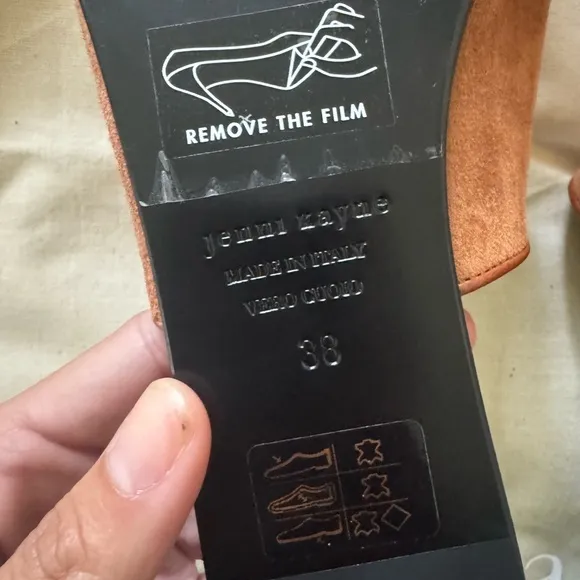 REMOVE THE FILM
jenni kayne
MADE IN ITALY
VERO CUOIO
38